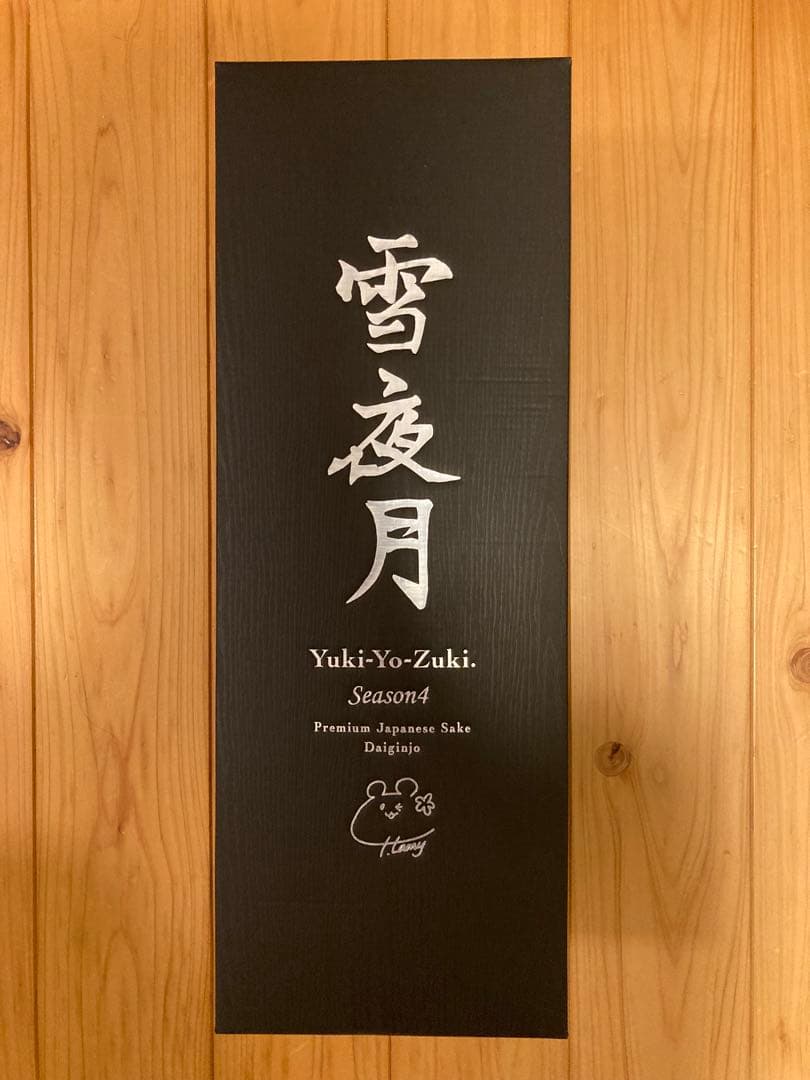 雪夜月
Yuki-Yo-Zuki.
Season4
Premium Japanese Sake
Daiginjo